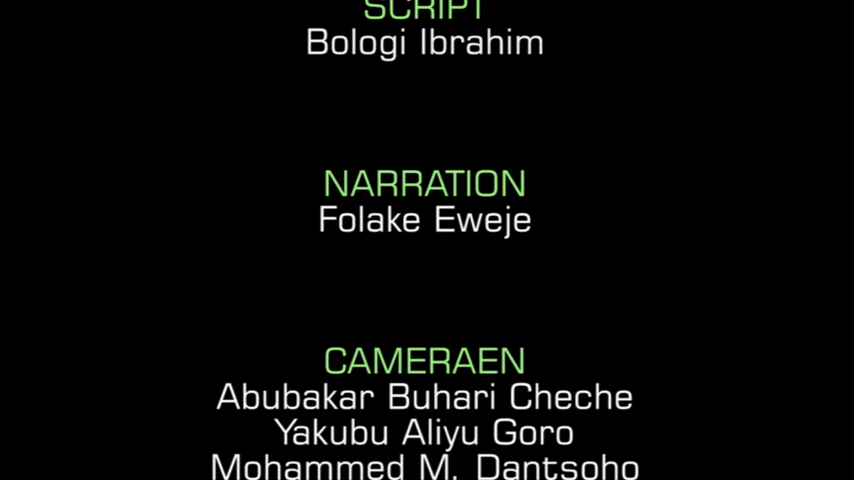 SCRIPT
Bologi Ibrahim
NARRATION
Folake Eweje
CAMERAEN
Abubakar Buhari Cheche
Yakubu Aliyu Goro
Mohammed M. Dantsoho